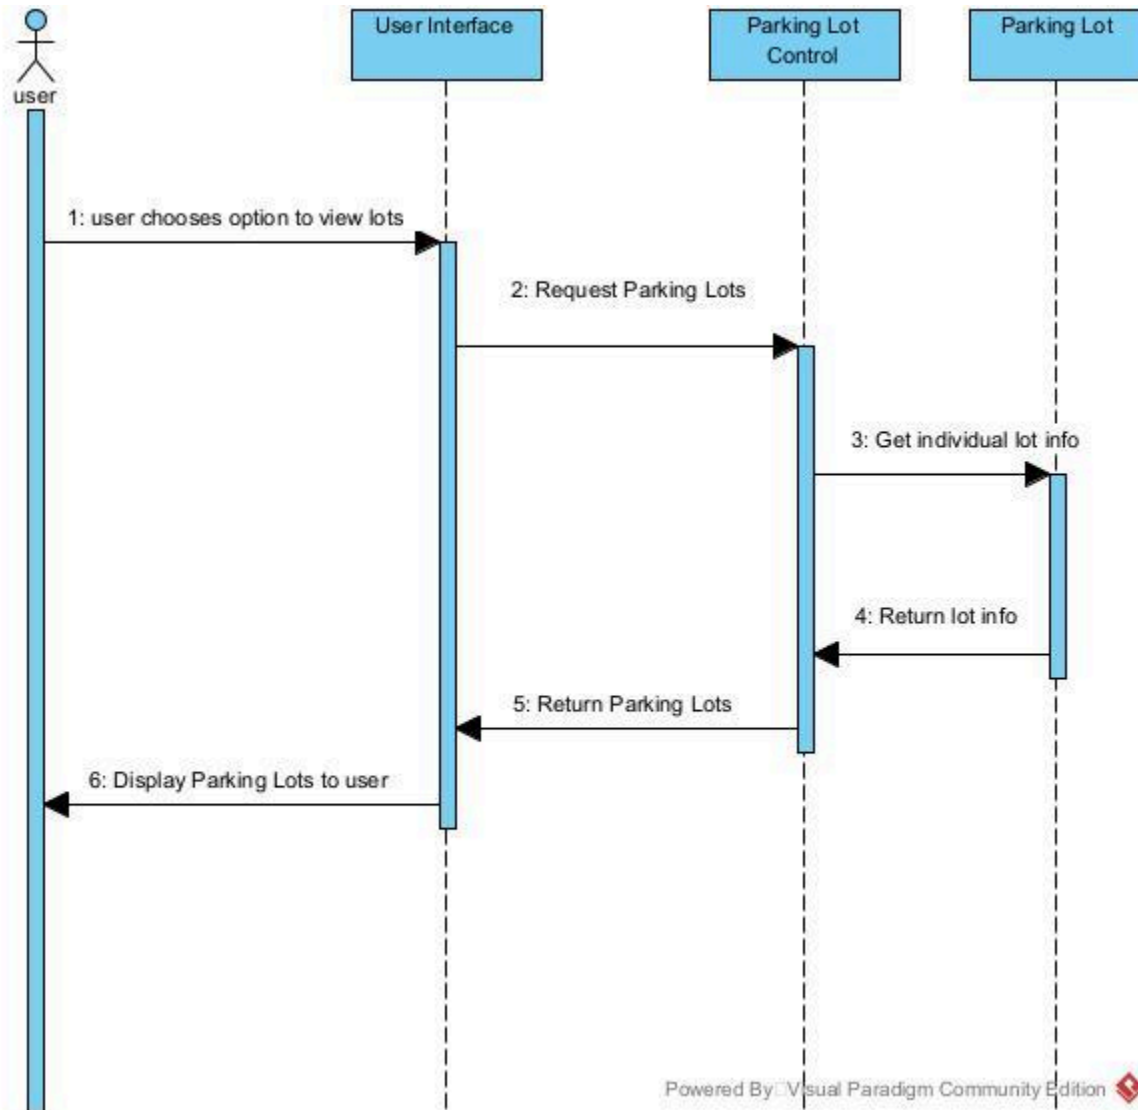 User Interface
Parking Lot
Control
Parking Lot
user
1: user chooses option to view lots
2: Request Parking Lots
3: Get individual lot info
4: Return lot info
5: Return Parking Lots
6: Display Parking Lots to user
Powered By Visual Paradigm Community Edition